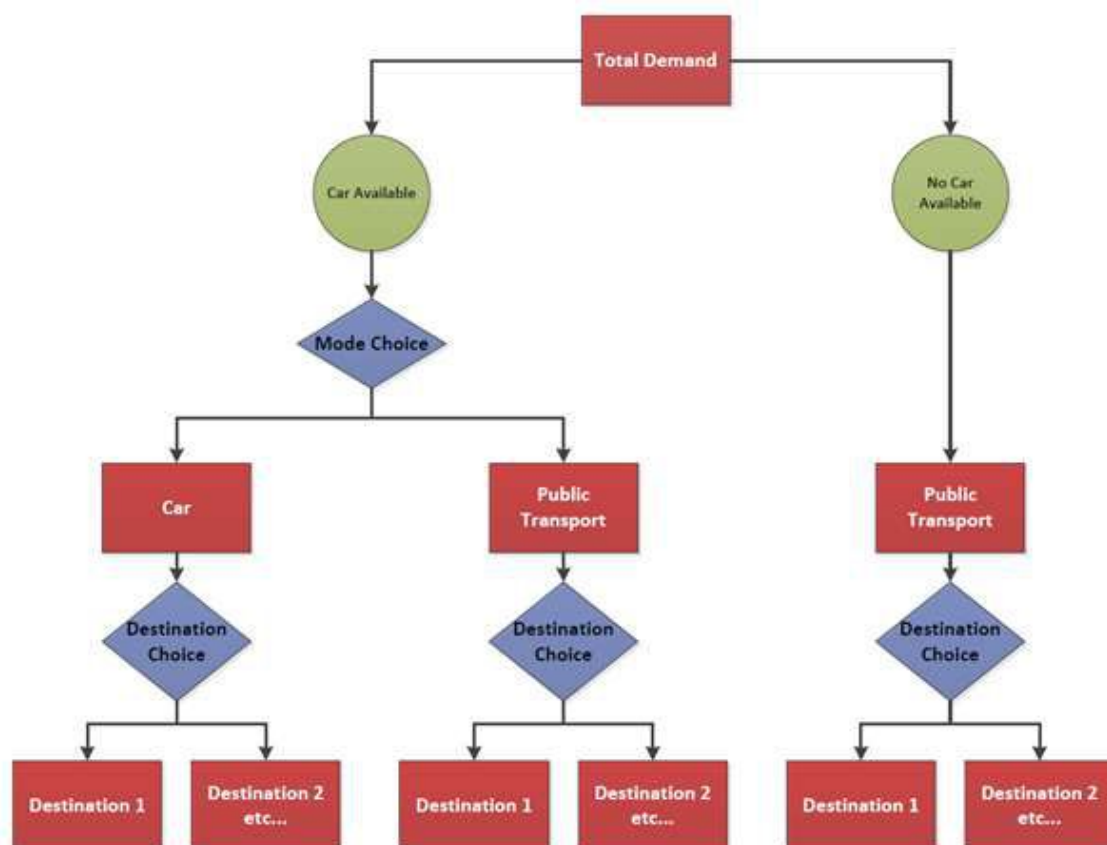 Total Demand
Car Available
No Car
Available
Mode Choice
Car
Public
Transport
Public
Transport
Destination
Choice
Destination
Choice
Destination
Choice
Destination 1
Destination 2
etc...
Destination 1
Destination 2
etc...
Destination 1
Destination 2
etc...